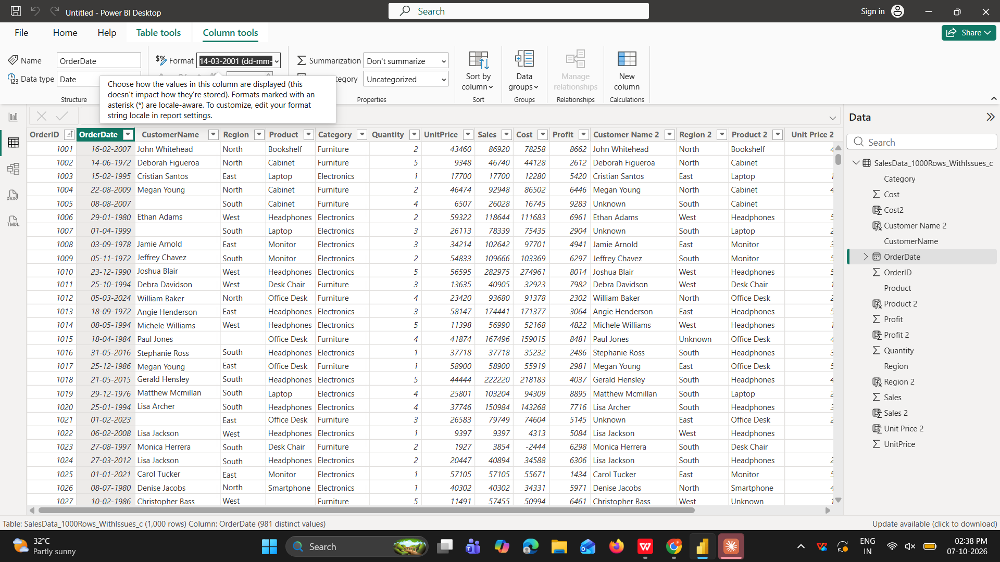 Untitled - Power BI Desktop
Search
Sign in
File Home Help Table tools Column tools
Share
Name OrderDate
Format 14-03-2001 (dd-mm-
Summarization Don't summarize
Data type Date
Uncategorized
Structure
Properties
Sort by column
Sort
Data groups
Groups
Manage relationships
Relationships
New column
Calculations
Choose how the values in this column are displayed (this
doesn't impact how they're stored). Formats marked with an
asterisk (*) are locale-aware. To customize, edit your format
string locale in report settings.
OrderID OrderDate CustomerName Region Product Category Quantity UnitPrice Sales Cost Profit Customer Name 2 Region 2 Product 2 Unit Price 2
1001 16-02-2007 John Whitehead North Bookshelf Furniture 2 43460 86920 78258 8662 John Whitehead North Bookshelf
1002 14-06-1972 Deborah Figueroa North Cabinet Furniture 5 9348 46740 44128 2612 Deborah Figueroa North Cabinet
1003 15-02-1995 Cristian Santos East Laptop Electronics 1 17700 17700 12280 5420 Cristian Santos East Laptop
1004 22-08-2009 Megan Young North Cabinet Furniture 2 46474 92948 86502 6446 Megan Young North Cabinet
1005 08-08-2007 South Cabinet Furniture 4 6507 26028 16745 9283 Unknown South Cabinet
1006 29-01-1980 Ethan Adams West Headphones Electronics 2 59322 118644 111683 6961 Ethan Adams West Headphones
1007 01-04-1999 South Laptop Electronics 3 26113 78339 75435 2904 Unknown South Laptop
1008 03-09-1978 Jamie Arnold East Monitor Electronics 3 34214 102642 97701 4941 Jamie Arnold East Monitor
1009 05-11-1972 Jeffrey Chavez South Monitor Electronics 2 54833 109666 103369 6297 Jeffrey Chavez South Monitor
1010 23-12-1990 Joshua Blair West Headphones Electronics 5 56595 282975 274961 8014 Joshua Blair West Headphones
1011 25-10-1994 Debra Davidson West Desk Chair Furniture 3 13635 40905 32923 7982 Debra Davidson West Desk Chair
1012 05-03-2024 William Baker North Office Desk Furniture 4 23420 93680 91378 2302 William Baker North Office Desk
1013 18-09-1972 Angie Henderson East Headphones Electronics 3 58147 174441 171377 3064 Angie Henderson East Headphones
1014 08-05-1994 Michele Williams West Headphones Electronics 5 11398 56990 52168 4822 Michele Williams West Headphones
1015 18-04-1984 Paul Jones Office Desk Furniture 4 41874 167496 159015 8481 Paul Jones Unknown Office Desk
1016 31-05-2016 Stephanie Ross South Headphones Electronics 1 37718 37718 35232 2486 Stephanie Ross South Headphones
1017 25-12-1986 Megan Young East Office Desk Furniture 1 58900 58900 55919 2981 Megan Young East Office Desk
1018 21-05-2015 Gerald Hensley South Headphones Electronics 5 44444 222220 218183 4037 Gerald Hensley South Headphones
1019 29-12-1976 Matthew Mcmillan South Laptop Electronics 4 25801 103204 94309 8895 Matthew Mcmillan South Laptop
1020 25-01-1994 Lisa Archer South Headphones Electronics 4 37746 150984 143268 7716 Lisa Archer South Headphones
1021 01-02-2023 East Office Desk Furniture 3 26583 79749 74604 5145 Unknown East Office Desk
1022 06-02-2008 Lisa Jackson West Headphones Electronics 1 9397 9397 4313 5084 Lisa Jackson West Headphones
1023 27-08-1997 Monica Herrera South Desk Chair Furniture 2 1927 3854 -2444 6298 Monica Herrera South Desk Chair
1024 27-03-2012 Lisa Jackson South Headphones Electronics 2 20447 40894 34588 6306 Lisa Jackson South Headphones
1025 01-01-2021 Carol Tucker East Monitor Electronics 1 57105 57105 55671 1434 Carol Tucker East Monitor
1026 08-07-1980 Denise Jacobs North Smartphone Electronics 1 40302 40302 34331 5971 Denise Jacobs North Smartphone
1027 10-02-1986 Christopher Bass West Furniture 5 11491 57455 50994 6461 Christopher Bass West Unknown
Data
Search
SalesData_1000Rows_WithIssues_c
Category
Cost
Cost2
Customer Name 2
CustomerName
OrderDate
OrderID
Product
Product 2
Profit
Profit 2
Quantity
Region
Region 2
Sales
Sales 2
Unit Price 2
UnitPrice
Table: SalesData_1000Rows_WithIssues_c (1,000 rows) Column: OrderDate (981 distinct values)
Update available (click to download)
32°C
Partly sunny
Search
ENG
IN
02:38 PM
07-10-2026